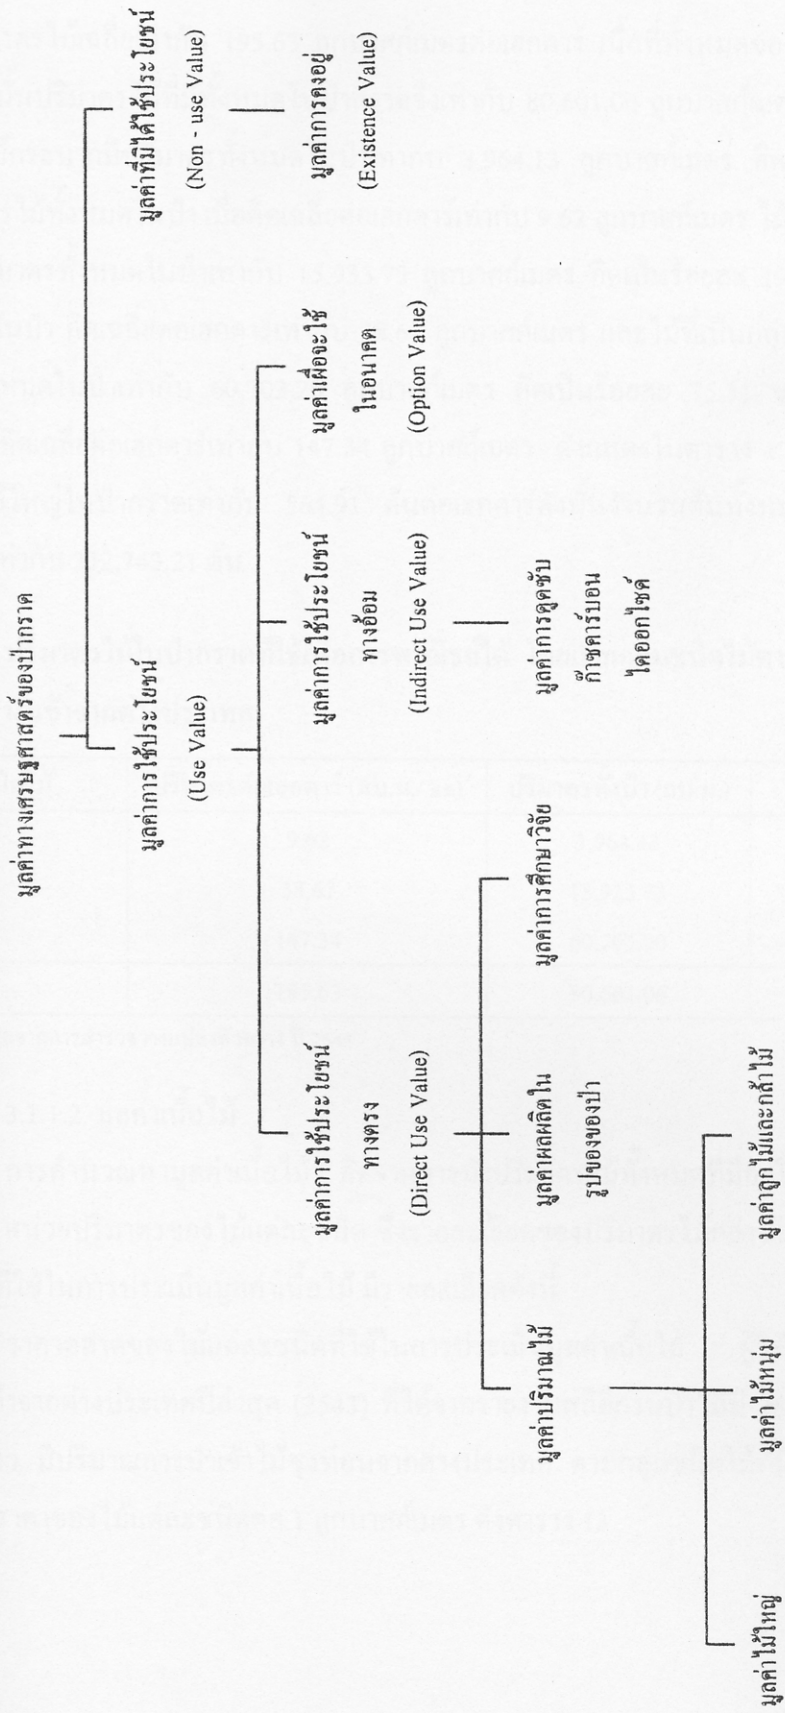 มูลค่าทางเศรษฐศาสตร์ของปากราด
มูลค่าการใช้ประโยชน์
(Use Value)
มูลค่าที่มิได้ใช้ประโยชน์
(Non - use Value)
มูลค่าการใช้ประโยชน์
ทางตรง
(Direct Use Value)
มูลค่าการใช้ประโยชน์
ทางอ้อม
(Indirect Use Value)
มูลค่าเผื่อจะใช้
ในอนาคต
(Option Value)
มูลค่าการคงอยู่
(Existence Value)
มูลค่าปริมาณไม้
มูลค่าผลผลิตใน
รูปของของป่า
มูลค่าการศึกษาวิจัย
มูลค่าการดูดซับ
ก๊าซคาร์บอน
ไดออกไซด์
มูลค่าไม้ใหญ่
มูลค่าไม้หนุ่ม
มูลค่าลูกไม้และกล้าไม้